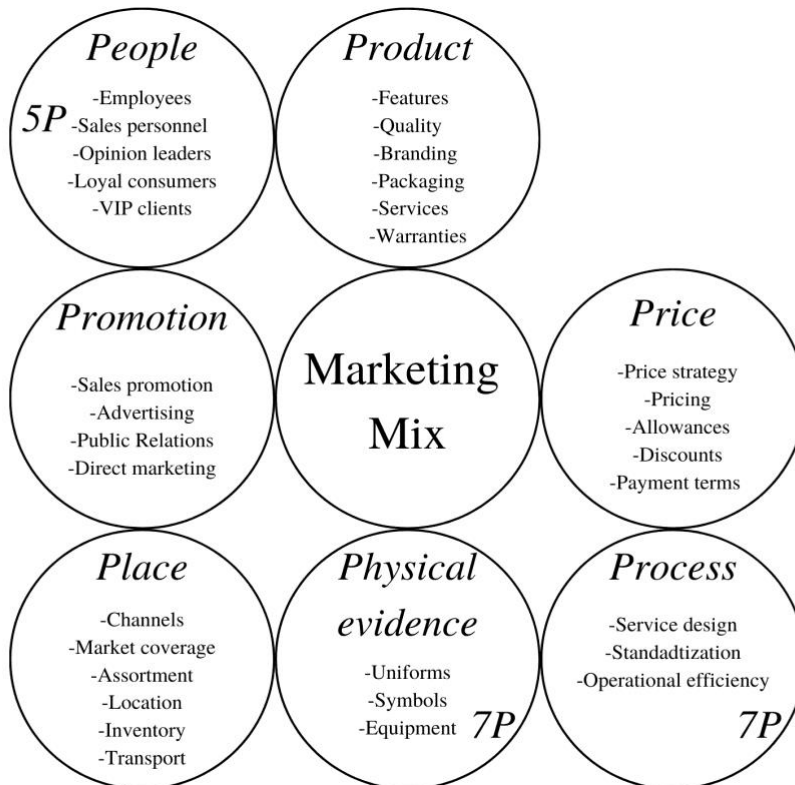 People
5P
-Employees
-Sales personnel
-Opinion leaders
-Loyal consumers
-VIP clients
Product
-Features
-Quality
-Branding
-Packaging
-Services
-Warranties
Promotion
-Sales promotion
-Advertising
-Public Relations
-Direct marketing
Marketing
Mix
Price
-Price strategy
-Pricing
-Allowances
-Discounts
-Payment terms
Place
-Channels
-Market coverage
-Assortment
-Location
-Inventory
-Transport
Physical
evidence
-Uniforms
-Symbols
-Equipment
7P
Process
-Service design
-Standadtization
-Operational efficiency
7P